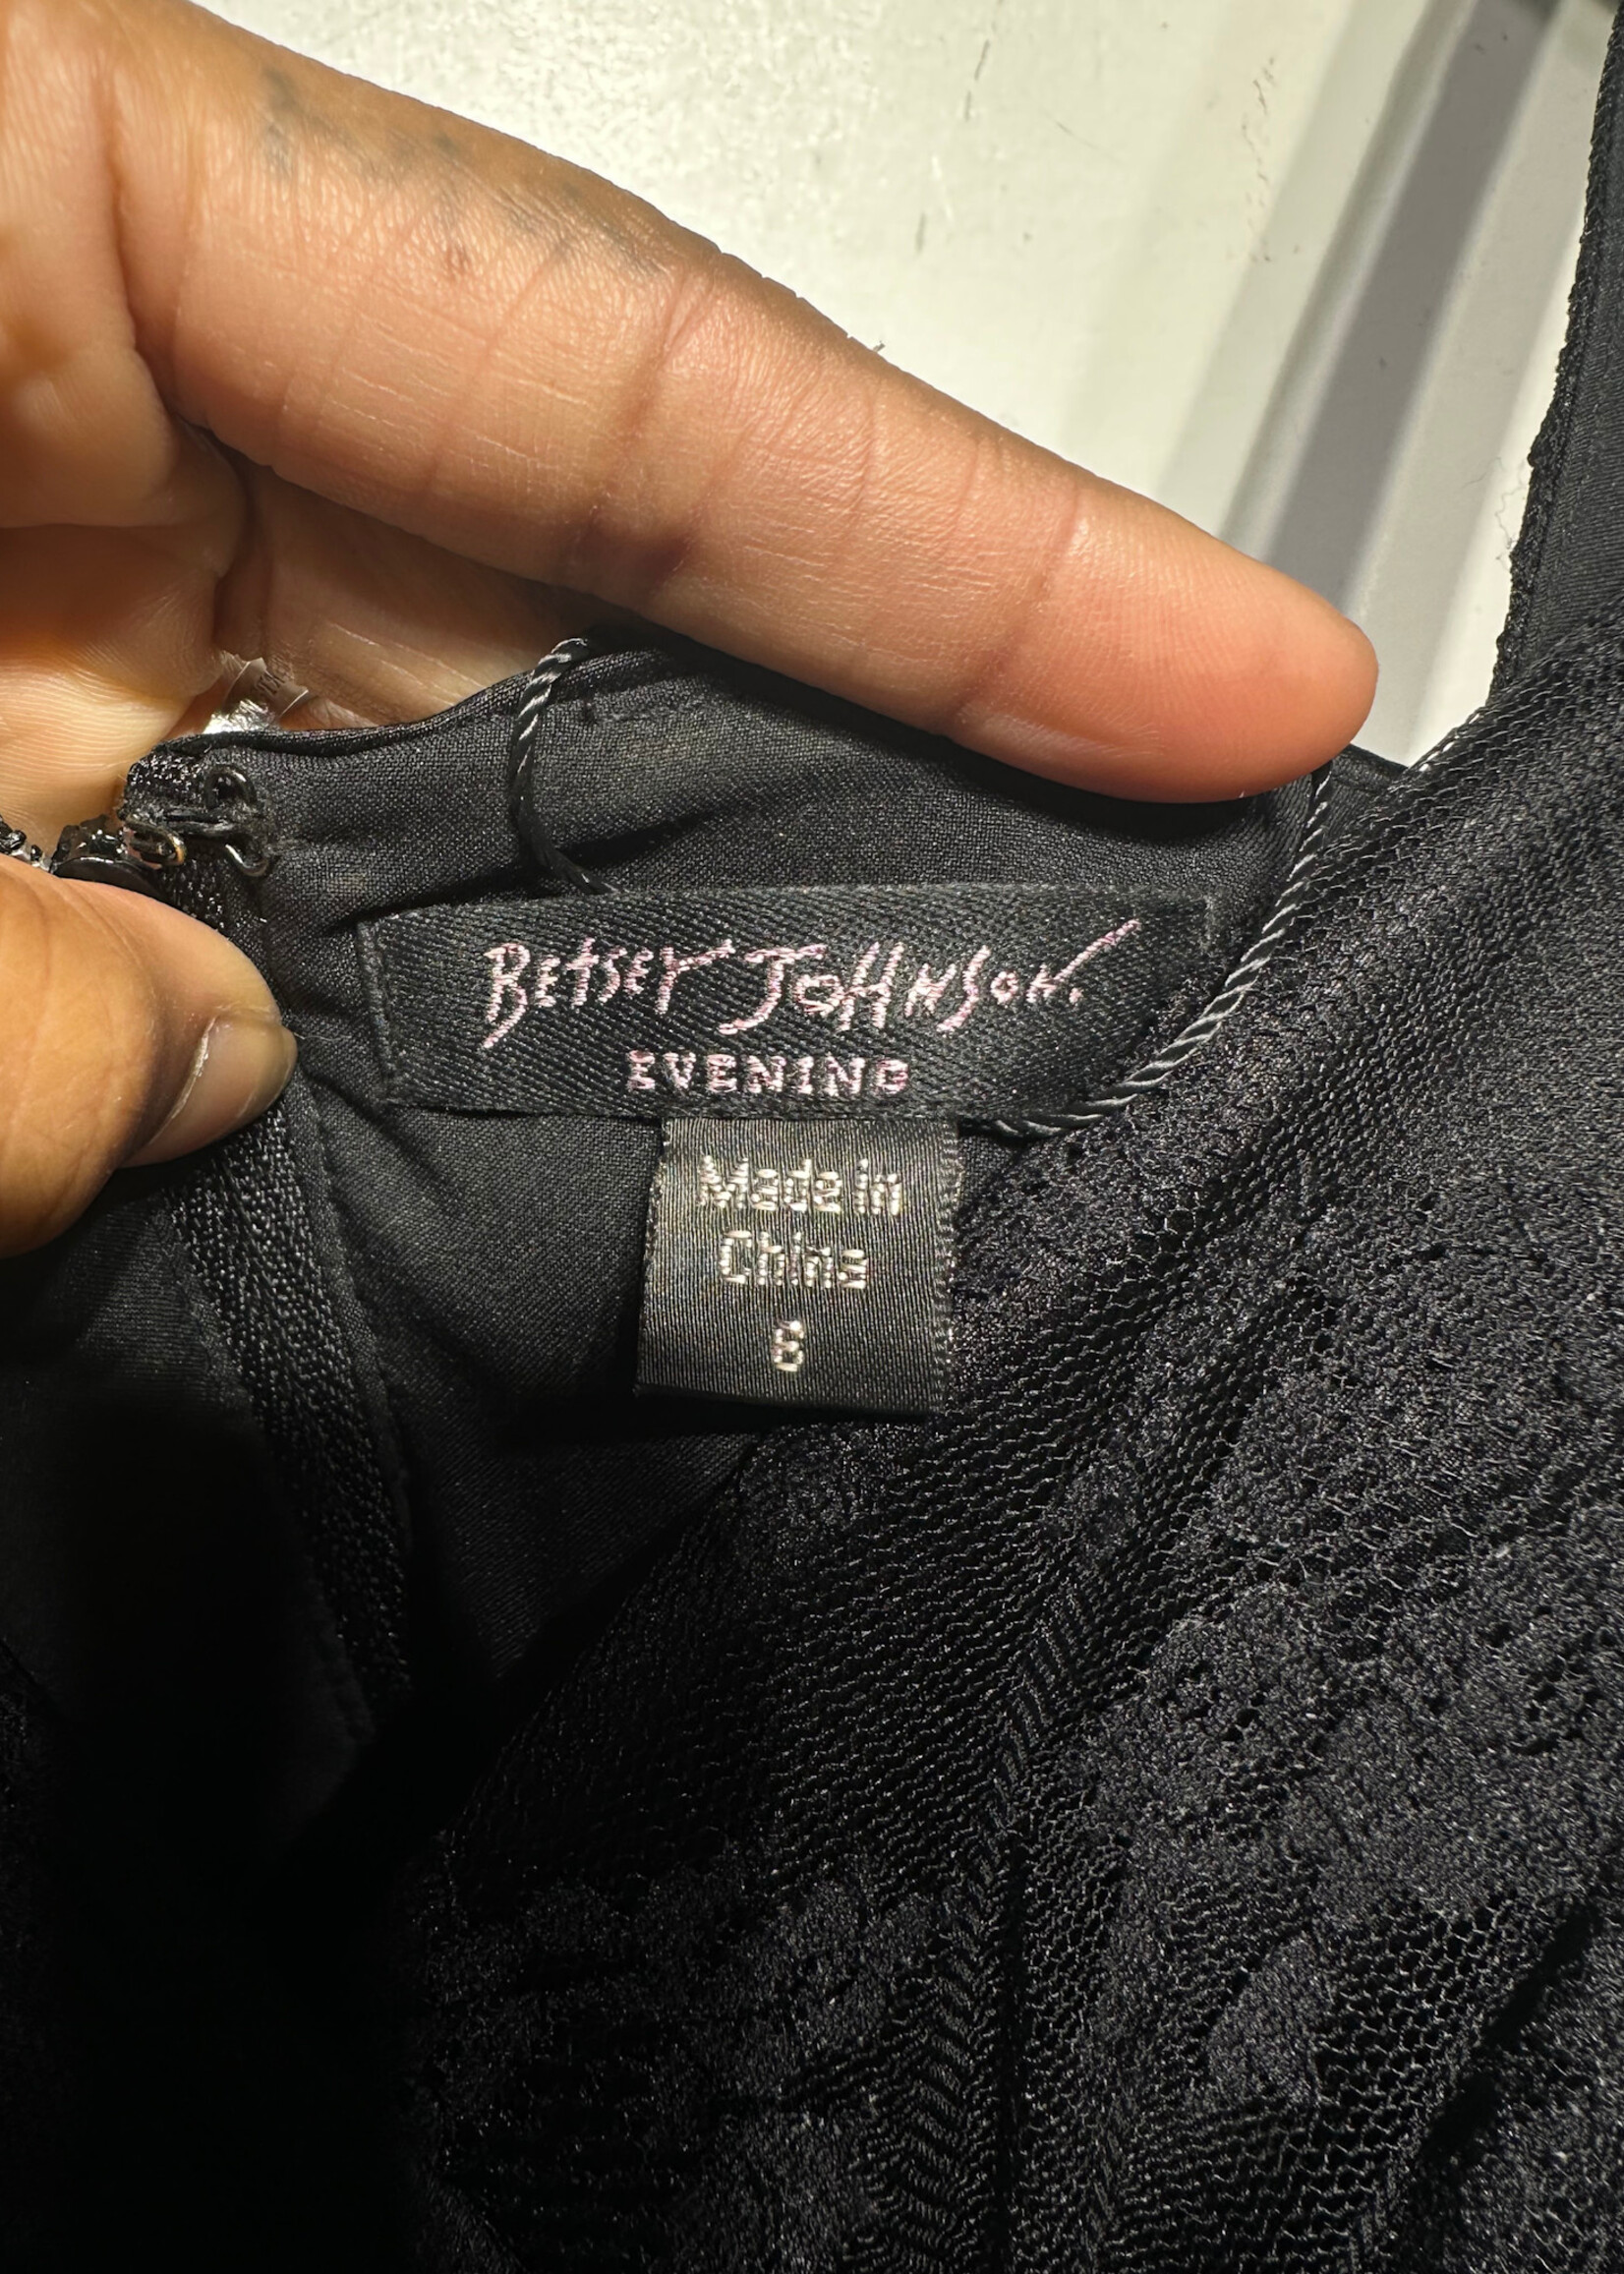 BETSEY JOHNSON.
EVENING
Made in
China
6